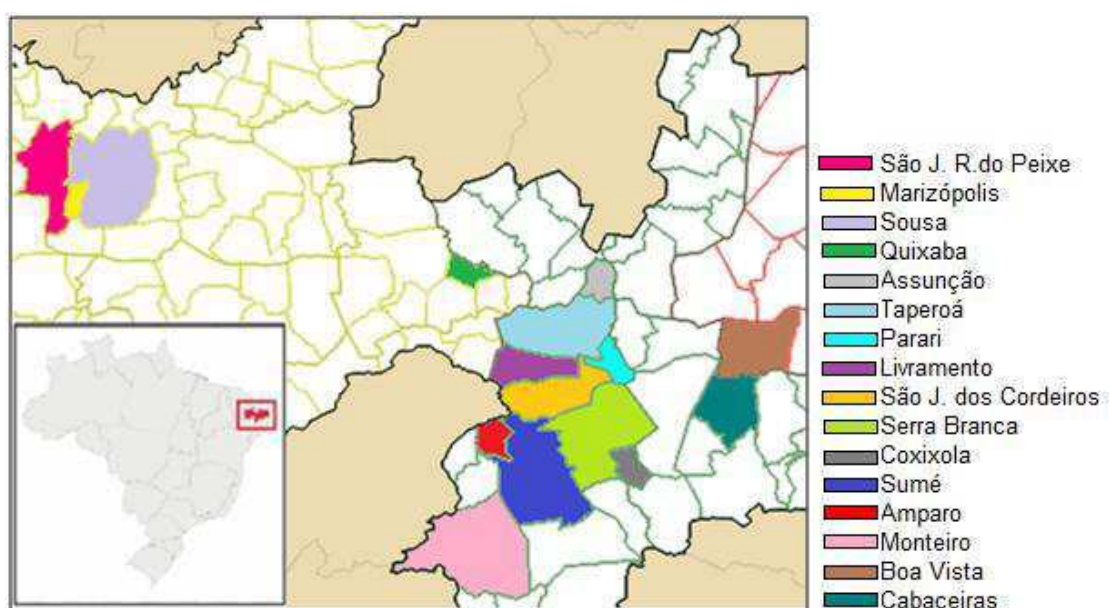 São J. R.do Peixe
Marizópolis
Sousa
Quixaba
Assunção
Taperoá
Parari
Livramento
São J. dos Cordeiros
Serra Branca
Coxixola
Sumé
Amparo
Monteiro
Boa Vista
Cabaceiras